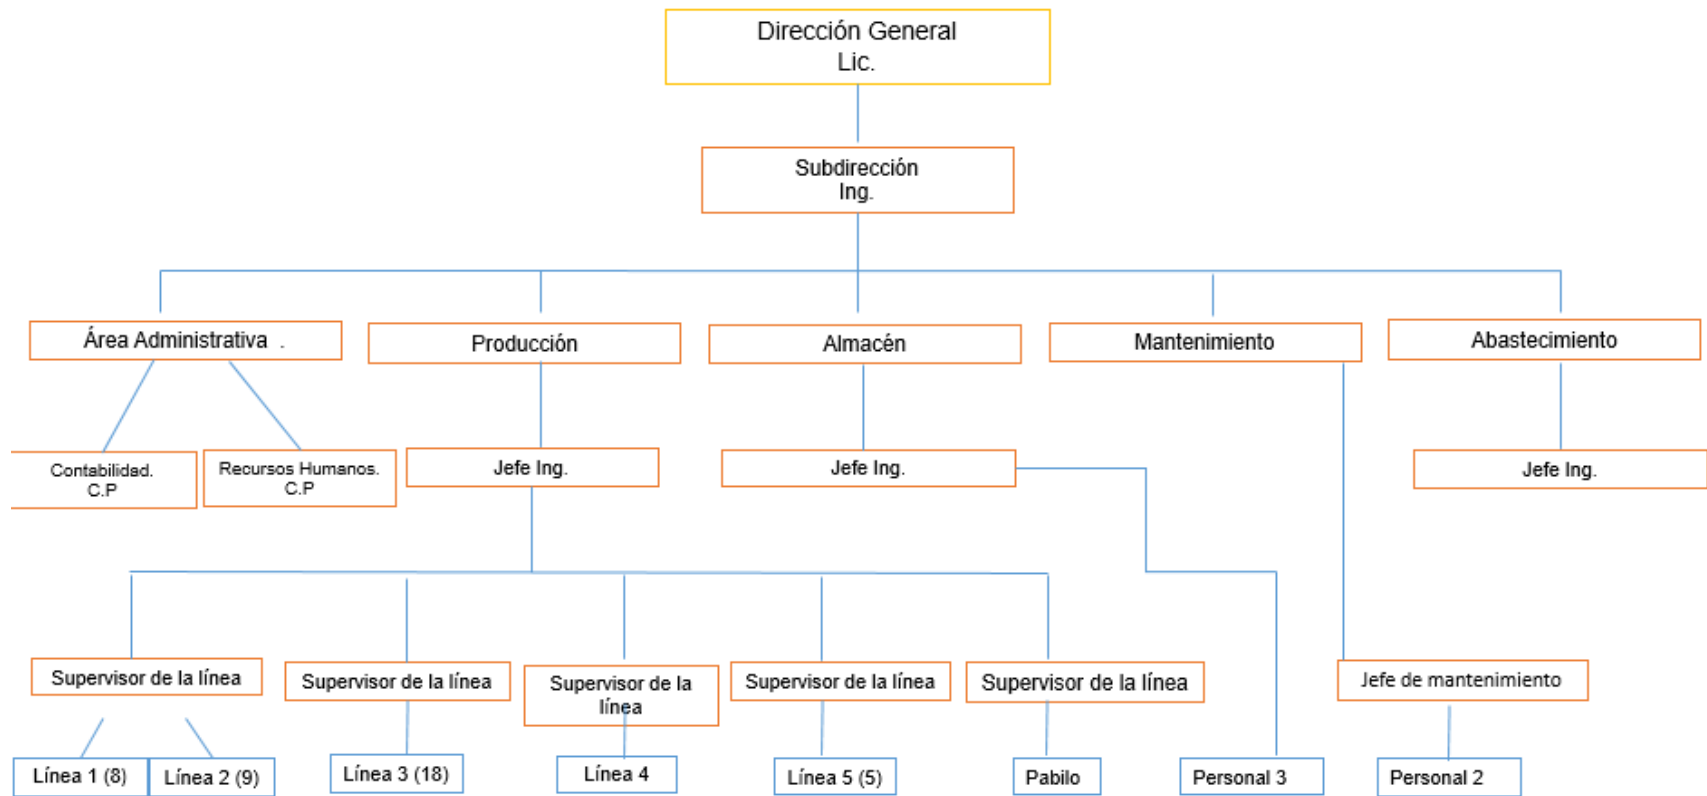 Dirección General
Lic.
Subdirección
Ing.
Área Administrativa .
Producción
Almacén
Mantenimiento
Abastecimiento
Contabilidad.
C.P
Recursos Humanos.
C.P
Jefe Ing.
Jefe Ing.
Jefe Ing.
Supervisor de la línea
Supervisor de la línea
Supervisor de la
línea
Supervisor de la línea
Supervisor de la línea
Jefe de mantenimiento
Línea 1 (8)
Línea 2 (9)
Línea 3 (18)
Línea 4
Línea 5 (5)
Pabilo
Personal 3
Personal 2